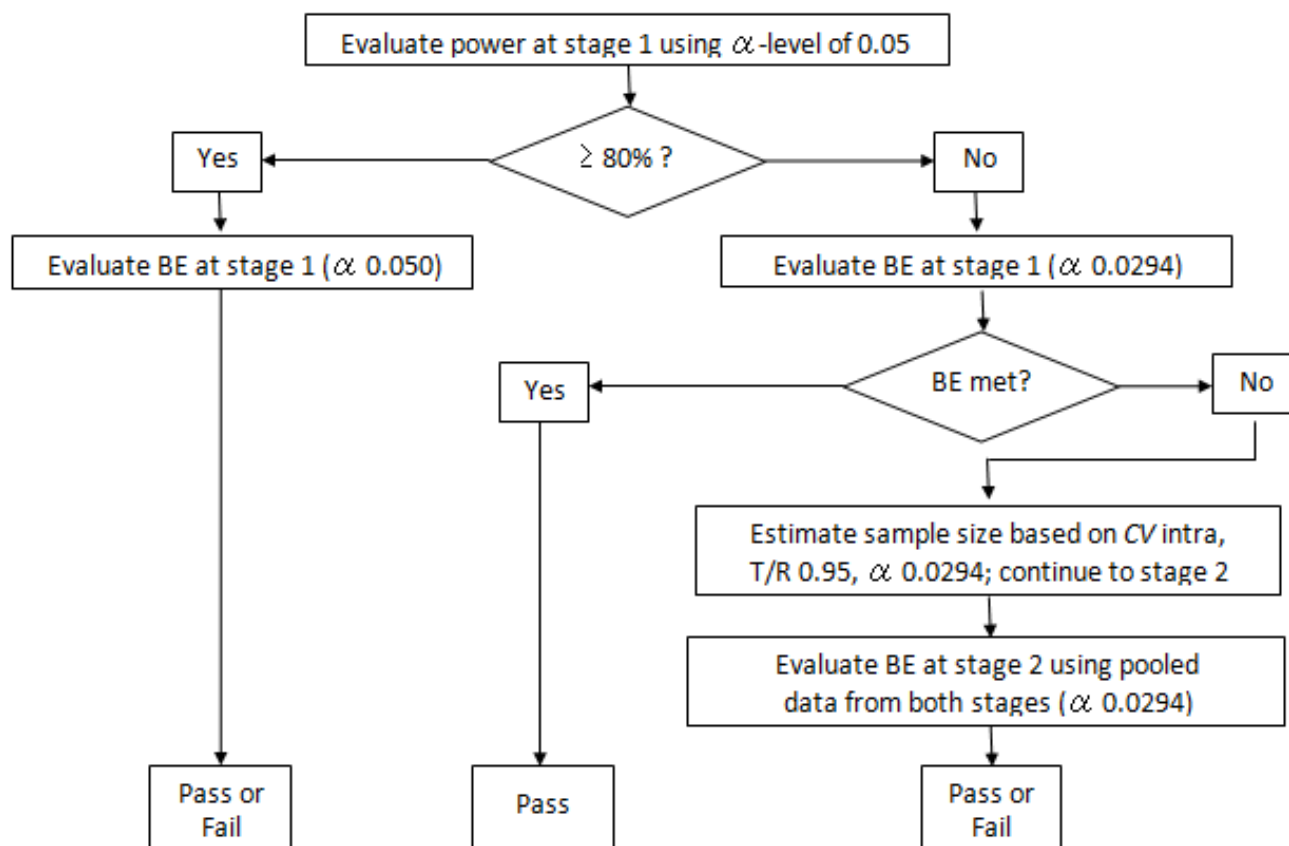 Evaluate power at stage 1 using α-level of 0.05
Yes
≥ 80% ?
No
Evaluate BE at stage 1 (α 0.050)
Evaluate BE at stage 1 (α 0.0294)
Yes
BE met?
No
Estimate sample size based on CV intra,
T/R 0.95, α 0.0294; continue to stage 2
Evaluate BE at stage 2 using pooled
data from both stages (α 0.0294)
Pass or
Fail
Pass
Pass or
Fail